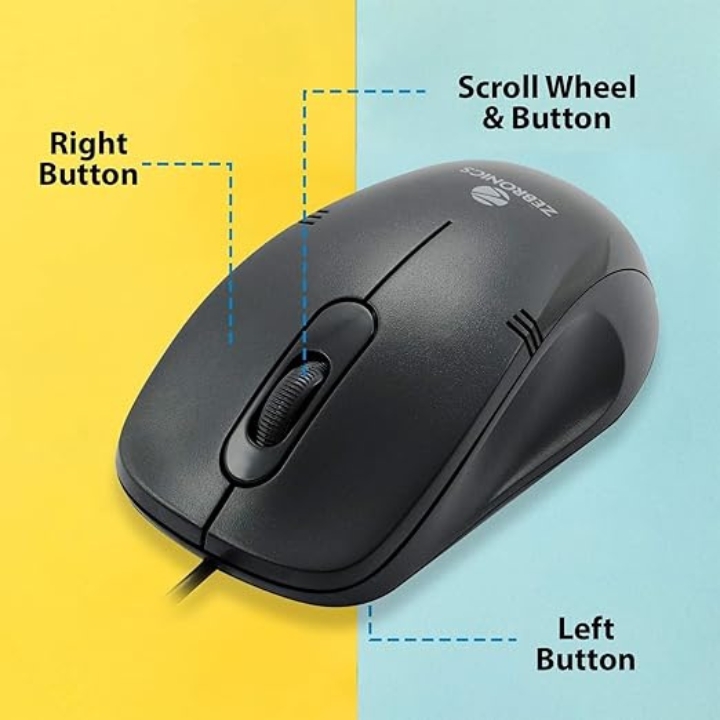 Scroll Wheel
& Button
Right
Button
ZEBRONICS
Left
Button